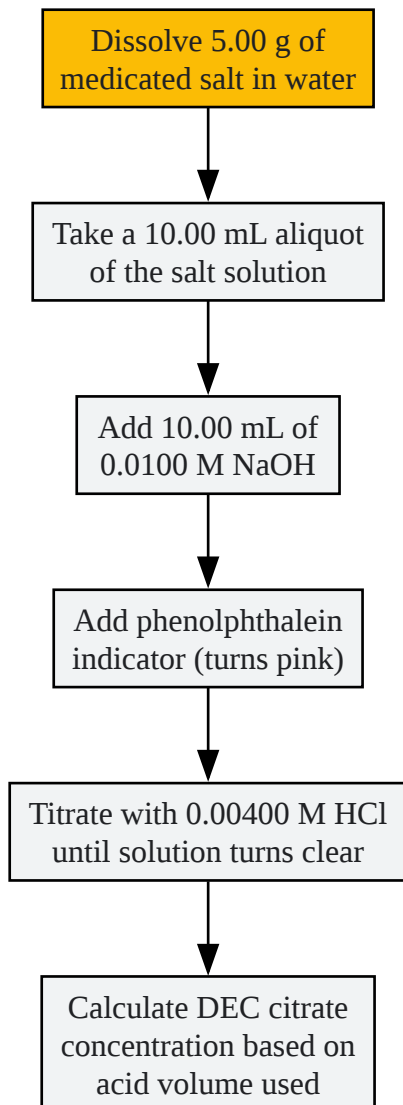 Dissolve 5.00 g of
medicated salt in water
Take a 10.00 mL aliquot
of the salt solution
Add 10.00 mL of
0.0100 M NaOH
Add phenolphthalein
indicator (turns pink)
Titrate with 0.00400 M HCl
until solution turns clear
Calculate DEC citrate
concentration based on
acid volume used